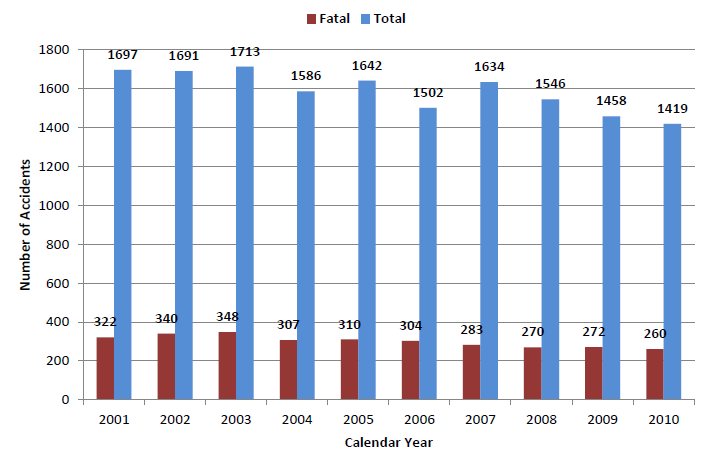 Fatal Total
1800
1600
1400
1200
1000
800
600
400
200
0
Number of Accidents
1697 1691 1713 1586 1642 1502 1634 1546 1458 1419
322 340 348 307 310 304 283 270 272 260
2001 2002 2003 2004 2005 2006 2007 2008 2009 2010
Calendar Year